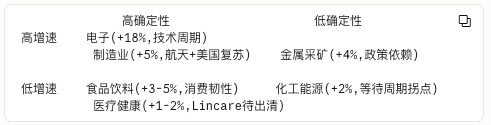 高确定性 低确定性
高增速 电子(+18%,技术周期)
制造业(+5%,航天+美国复苏) 金属采矿(+4%,政策依赖)
低增速 食品饮料(+3-5%,消费韧性) 化工能源(+2%,等待周期拐点)
医疗健康(+1-2%,Lincare待出清)